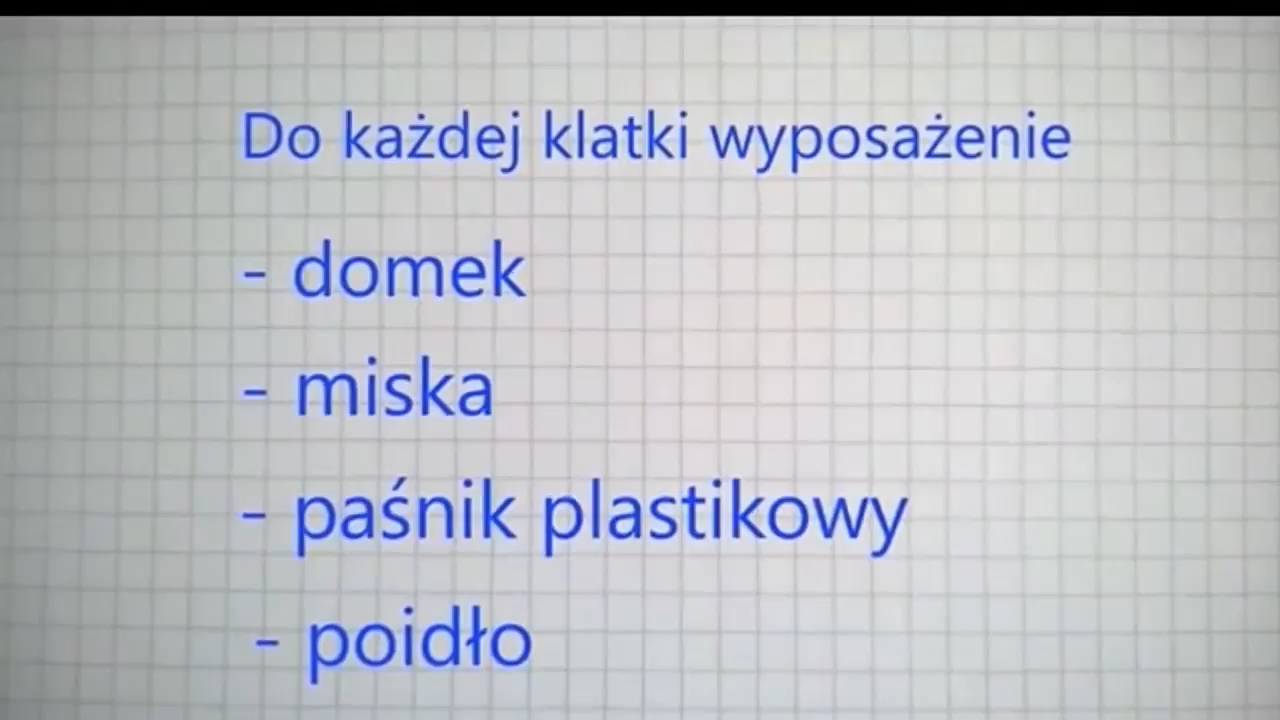 Do każdej klatki wyposażenie
- domek
- miska
- paśnik plastikowy
- poidło